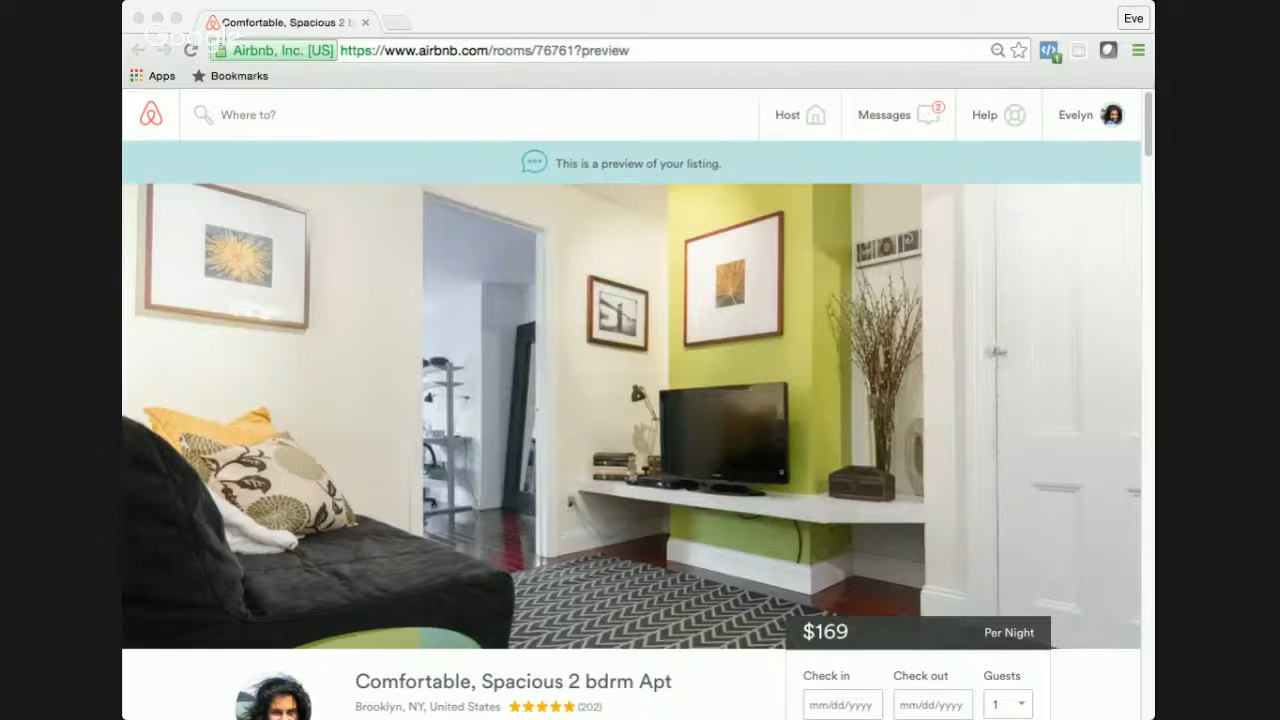 Comfortable, Spacious 2 b
Eve
Google
Airbnb, Inc. [US] https://www.airbnb.com/rooms/76761?preview
Apps Bookmarks
Where to? Host Messages 2 Help Evelyn
This is a preview of your listing.
$169 Per Night
Comfortable, Spacious 2 bdrm Apt
Check in Check out Guests
Brooklyn, NY, United States (202)
mm/dd/yyyy mm/dd/yyyy 1